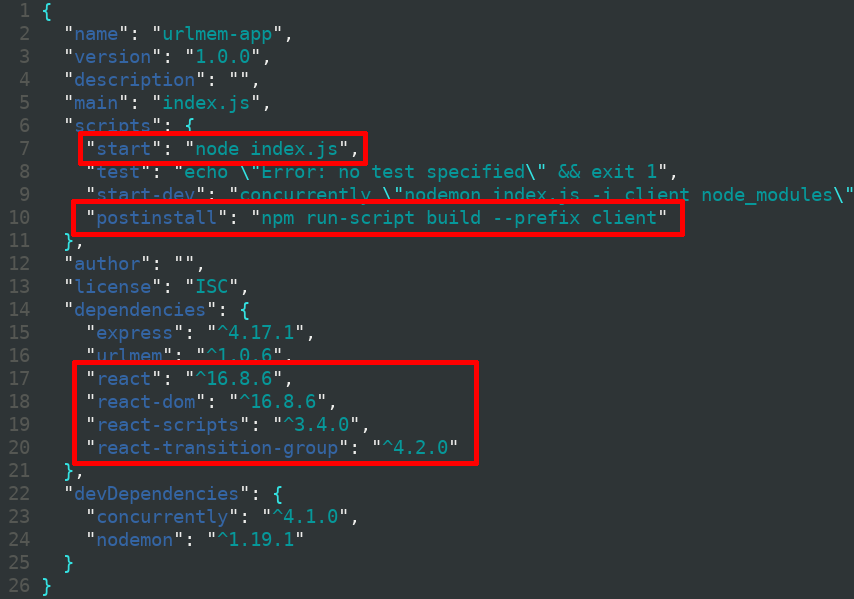 1 {
2 "name": "urlmem-app",
3 "version": "1.0.0",
4 "description": "",
5 "main": "index.js",
6 "scripts": {
7 "start": "node index.js",
8 "test": "echo \"Error: no test specified\" && exit 1",
9 "start-dev": "concurrently \"nodemon index.js -i client node_modules\"
10 "postinstall": "npm run-script build --prefix client"
11 },
12 "author": "",
13 "license": "ISC",
14 "dependencies": {
15 "express": "^4.17.1",
16 "urlmem": "^1.0.6",
17 "react": "^16.8.6",
18 "react-dom": "^16.8.6",
19 "react-scripts": "^3.4.0",
20 "react-transition-group": "^4.2.0"
21 },
22 "devDependencies": {
23 "concurrently": "^4.1.0",
24 "nodemon": "^1.19.1"
25 }
26 }